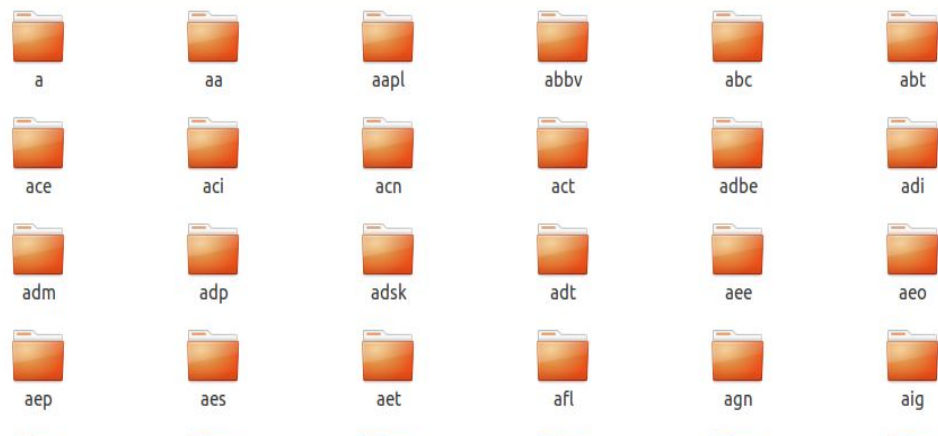 a aa aapl abbv abc abt
ace aci acn act adbe adi
adm adp adsk adt aee aeo
aep aes aet afl agn aig